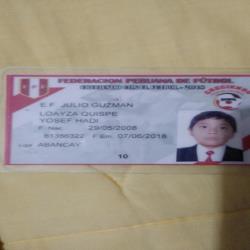 FEDERACION PERUANA DE FÚTBOL
E.F. JULIO GUZMAN
LOAYZA QUISPE
YOSEF HADI
F. Nac: 29/05/2008
61356322 F Em: 07/06/2018
Liga: ABANCAY
10